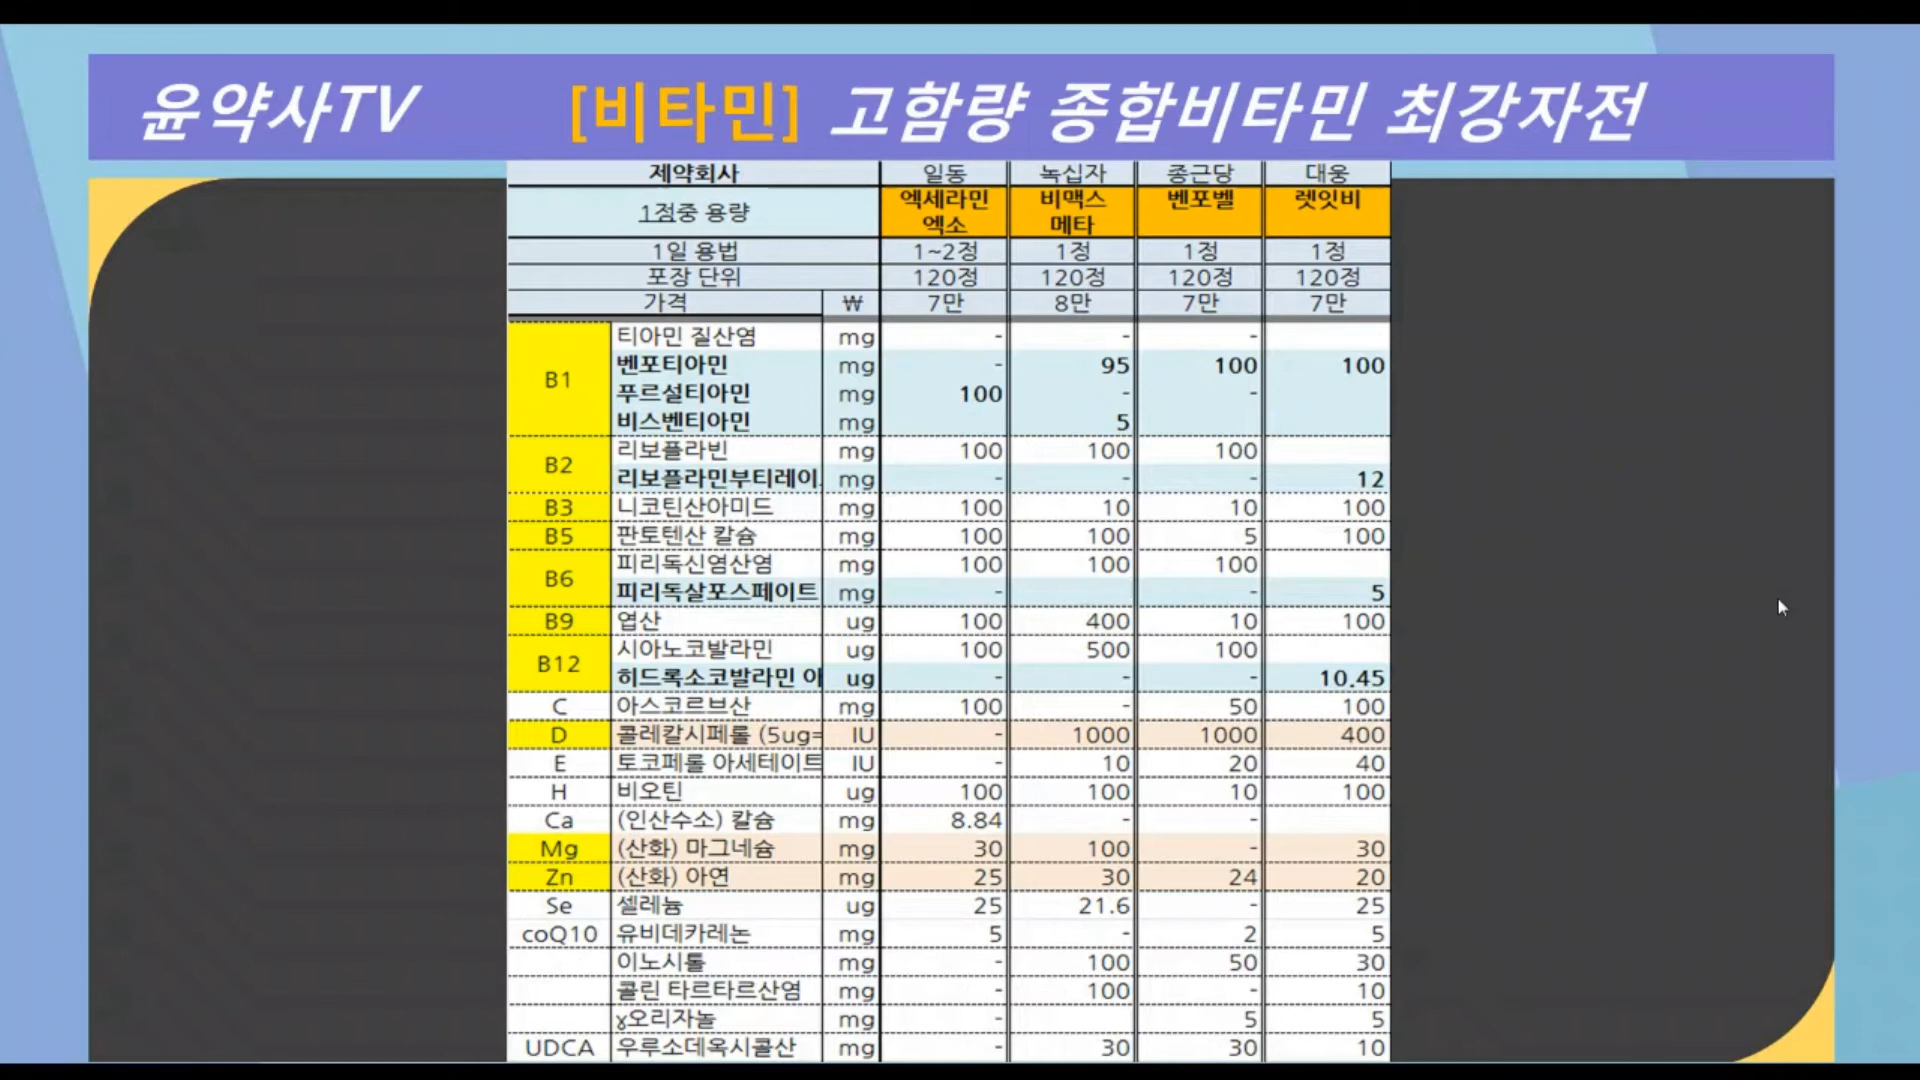 윤약사TV [비타민] 고함량 종합비타민 최강자전
제약회사 일동 녹십자 종근당 대웅
1정중 용량 엑세라민 엑소 비맥스 메타 벤포벨 렛잇비
1일 용법 1~2정 1정 1정 1정
포장 단위 120정 120정 120정 120정
가격 ₩ 7만 8만 7만 7만
B1 티아민 질산염 mg - - -
벤포티아민 mg - 95 100 100
푸르설티아민 mg 100 - -
비스벤티아민 mg 5
B2 리보플라빈 mg 100 100 100
리보플라민부티레이. mg - - - 12
B3 니코틴산아미드 mg 100 10 10 100
B5 판토텐산 칼슘 mg 100 100 5 100
B6 피리독신염산염 mg 100 100 100
피리독살포스페이트 mg - - 5
B9 엽산 ug 100 400 10 100
B12 시아노코발라민 ug 100 500 100
히드록소코발라민 아 ug - - - 10.45
C 아스코르브산 mg 100 - 50 100
D 콜레칼시페롤 (5ug= IU - 1000 1000 400
E 토코페롤 아세테이트 IU - 10 20 40
H 비오틴 ug 100 100 10 100
Ca (인산수소) 칼슘 mg 8.84 - -
Mg (산화) 마그네슘 mg 30 100 - 30
Zn (산화) 아연 mg 25 30 24 20
Se 셀레늄 ug 25 21.6 - 25
coQ10 유비데카레논 mg 5 - 2 5
이노시톨 mg - 100 50 30
콜린 타르타르산염 mg - 100 - 10
ɣ오리자놀 mg - 5 5
UDCA 우루소데옥시콜산 mg - 30 30 10